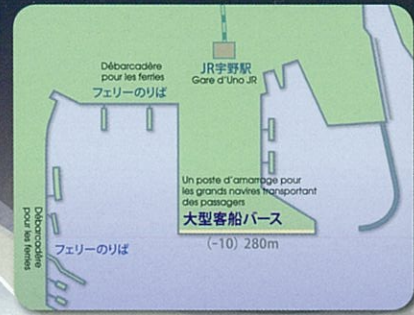 Débarcadère
pour les ferries
フェリーのりば
JR宇野駅
Gare d'Uno JR
Un poste d'amarrage pour
les grands navires transportant
des passagers
大型客船バース
(-10) 280m
Débarcadère
pour les ferries
フェリーのりば